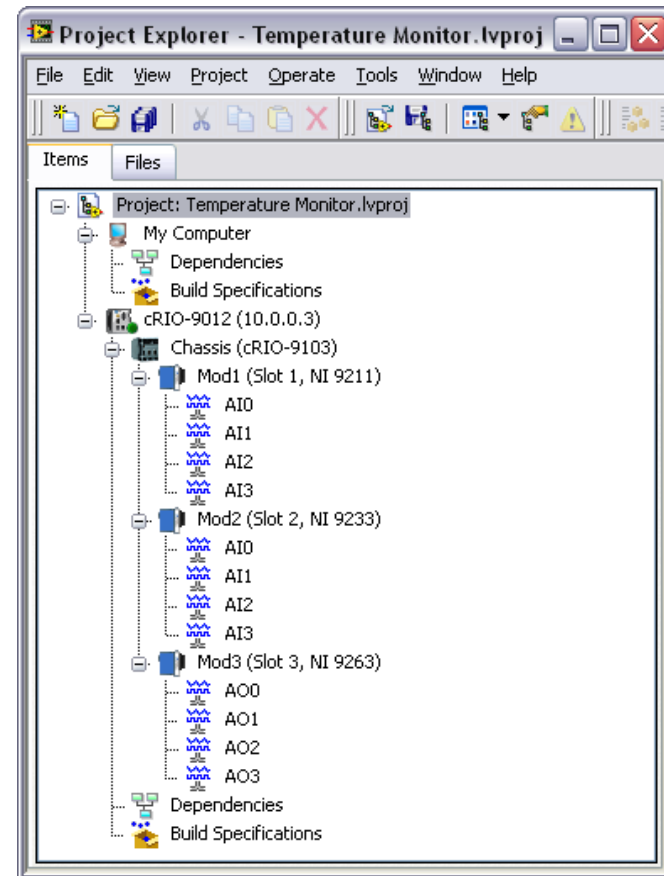 Project Explorer - Temperature Monitor.lvproj
File Edit View Project Operate Tools Window Help
Items Files
Project: Temperature Monitor.lvproj
My Computer
Dependencies
Build Specifications
cRIO-9012 (10.0.0.3)
Chassis (cRIO-9103)
Mod1 (Slot 1, NI 9211)
AI0
AI1
AI2
AI3
Mod2 (Slot 2, NI 9233)
AI0
AI1
AI2
AI3
Mod3 (Slot 3, NI 9263)
AO0
AO1
AO2
AO3
Dependencies
Build Specifications